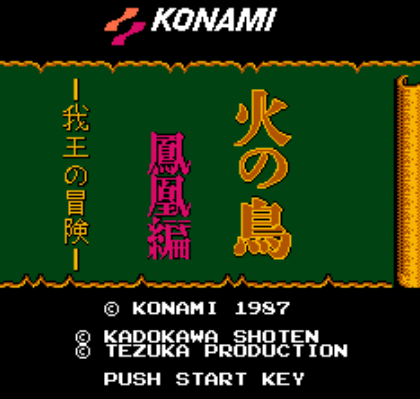 KONAMI
火の鳥
鳳凰編
－我王の冒険－
© KONAMI 1987
© KADOKAWA SHOTEN
© TEZUKA PRODUCTION
PUSH START KEY